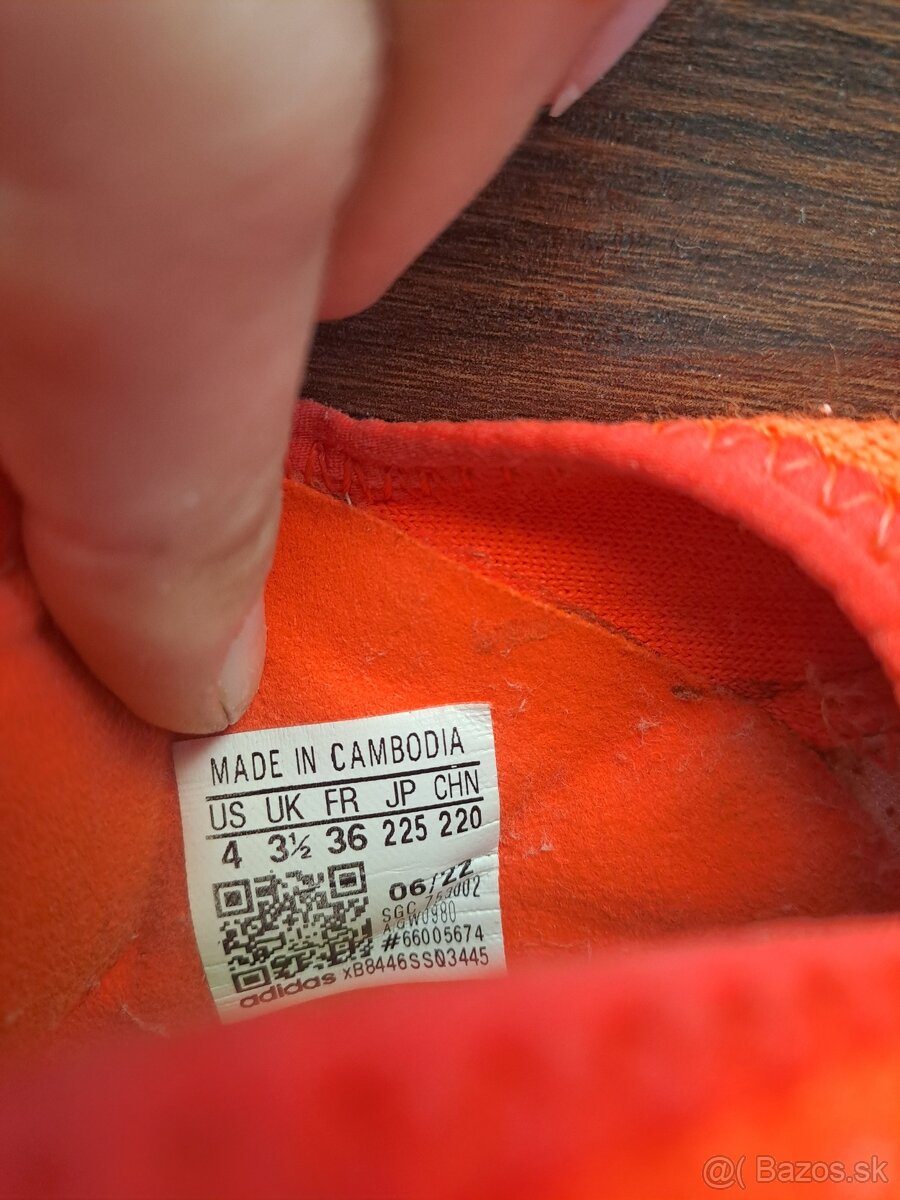 MADE IN CAMBODIA
US UK FR JP CHN
4 3½ 36 225 220
06/22
SGC
#66005674
adidas
@( Bazos.sk